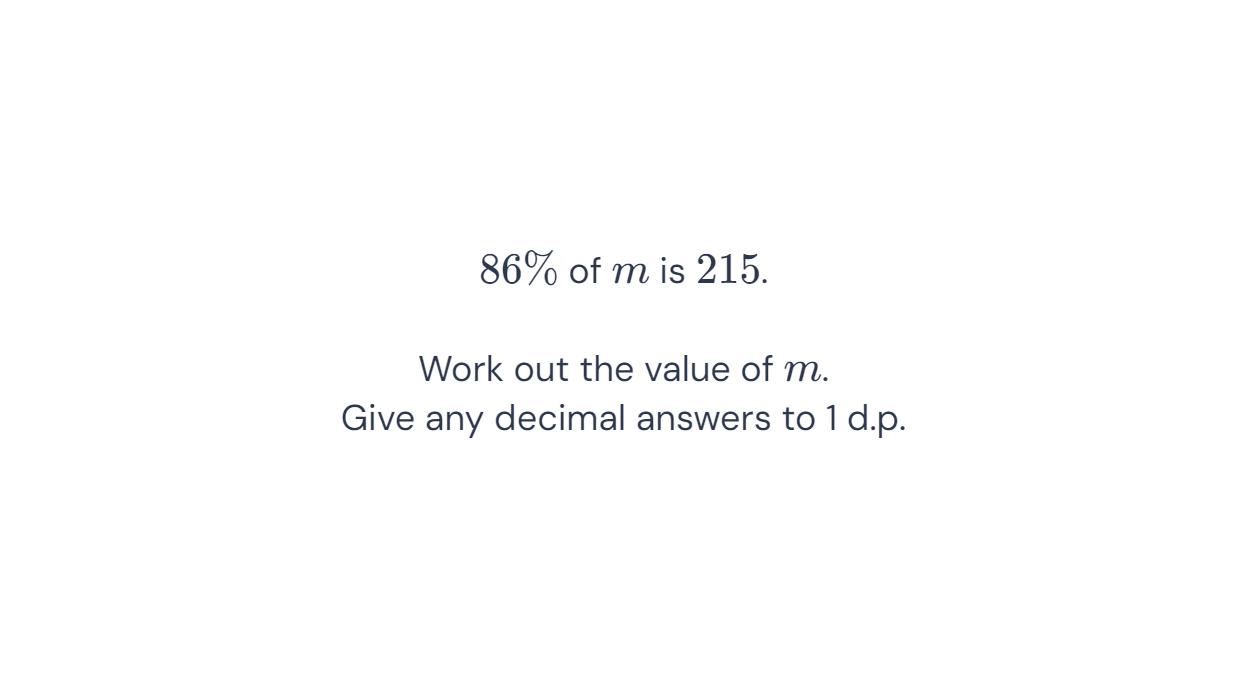 86% of m is 215.
Work out the value of m.
Give any decimal answers to 1 d.p.